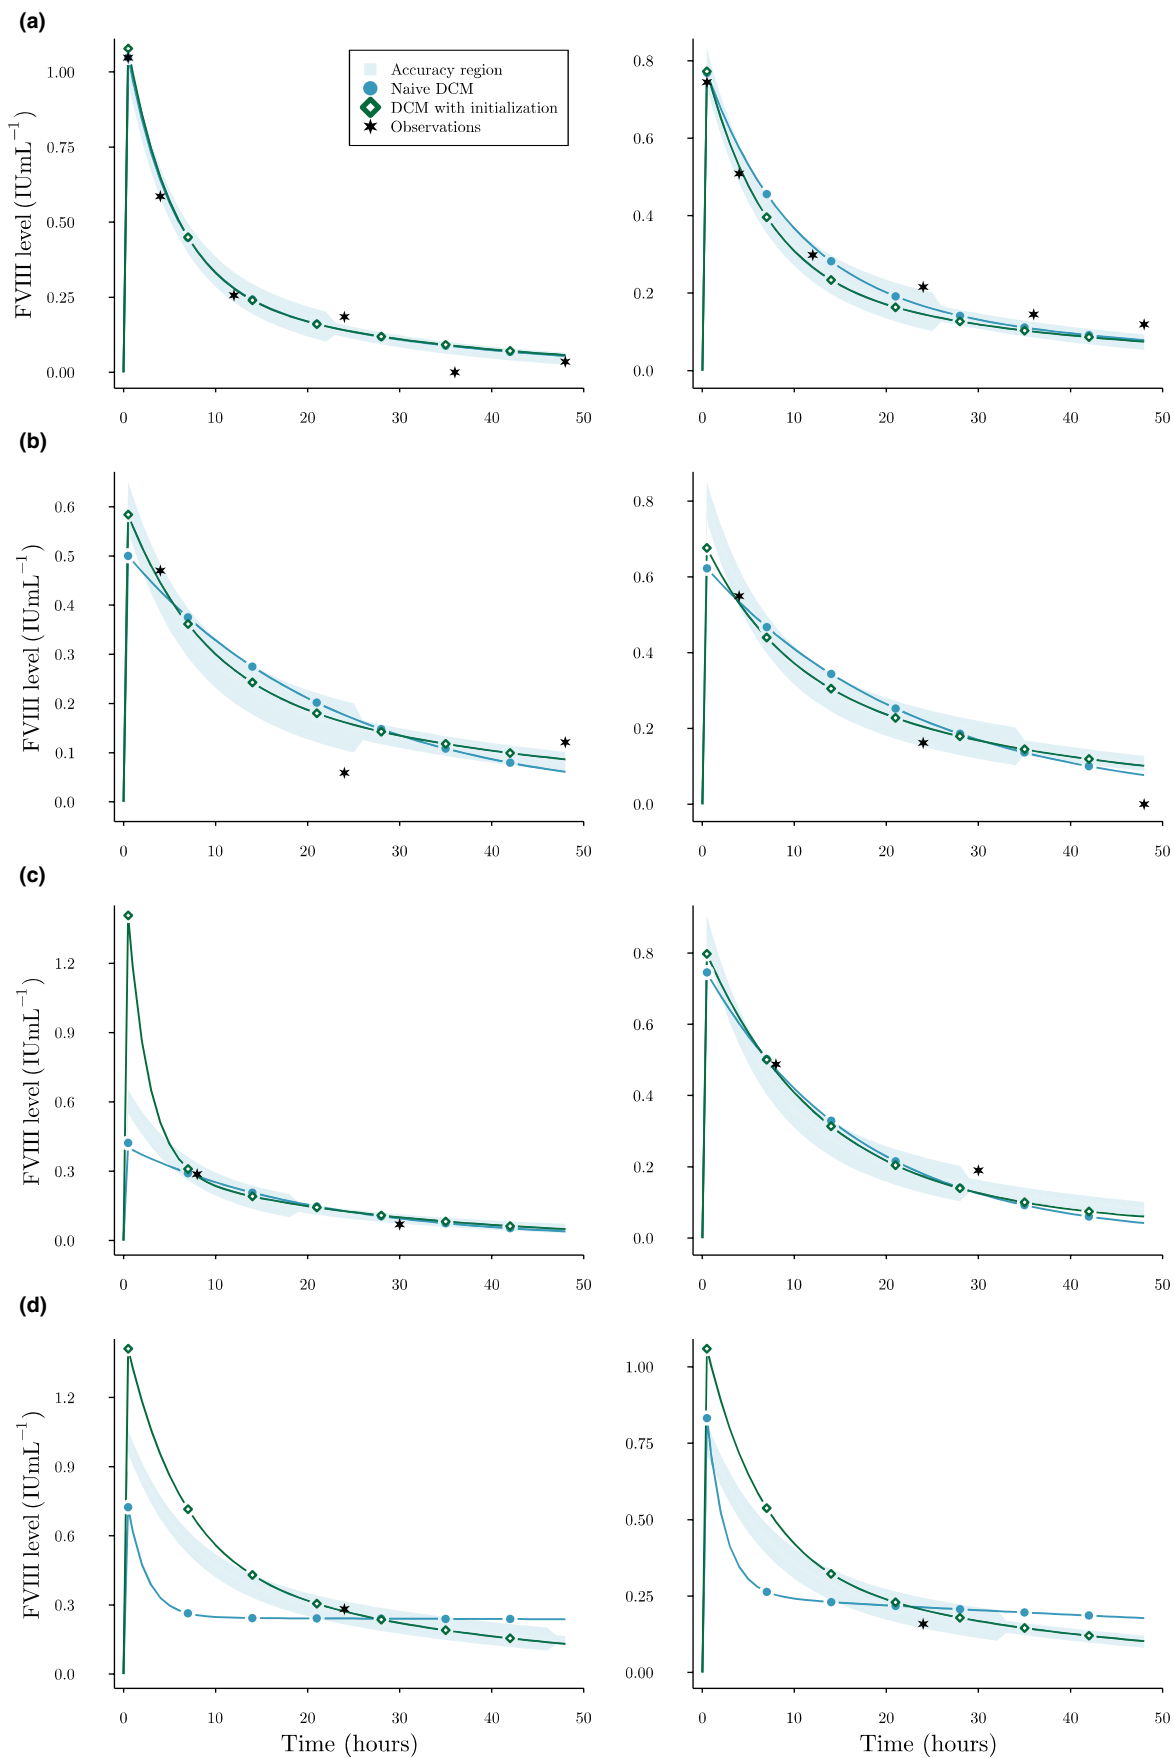 (a)
1.00
0.75
0.50
0.25
0.00
FVIII level (IUmL⁻¹)
Accuracy region
Naive DCM
DCM with initialization
Observations
0 10 20 30 40 50
0.8
0.6
0.4
0.2
0.0
0 10 20 30 40 50
(b)
0.6
0.5
0.4
0.3
0.2
0.1
0.0
FVIII level (IUmL⁻¹)
0 10 20 30 40 50
0.8
0.6
0.4
0.2
0.0
0 10 20 30 40 50
(c)
1.2
0.9
0.6
0.3
0.0
FVIII level (IUmL⁻¹)
0 10 20 30 40 50
0.8
0.6
0.4
0.2
0.0
0 10 20 30 40 50
(d)
1.2
0.9
0.6
0.3
0.0
FVIII level (IUmL⁻¹)
0 10 20 30 40 50
Time (hours)
1.00
0.75
0.50
0.25
0.00
0 10 20 30 40 50
Time (hours)